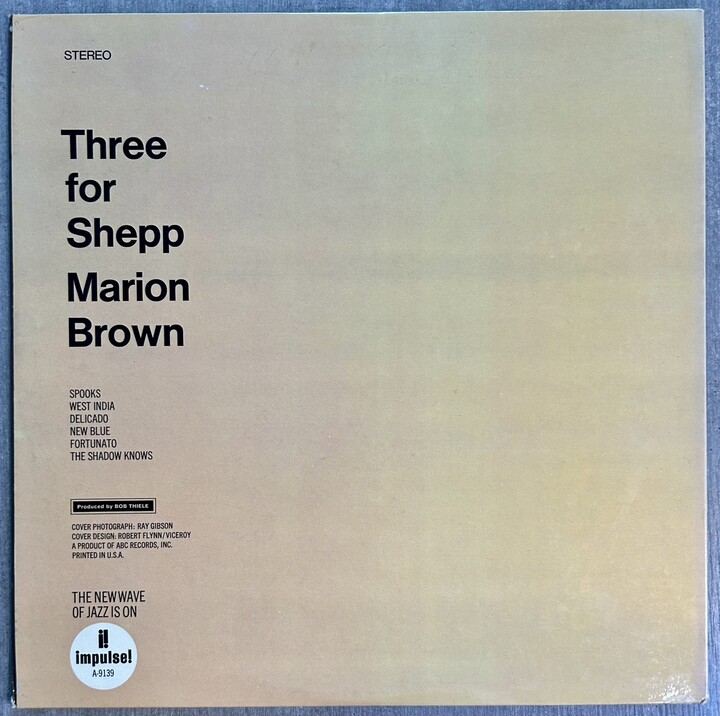 STEREO
Three
for
Shepp
Marion
Brown
SPOOKS
WEST INDIA
DELICADO
NEW BLUE
FORTUNATO
THE SHADOW KNOWS
Produced by BOB THIELE
COVER PHOTOGRAPH: RAY GIBSON
COVER DESIGN: ROBERT FLYNN/VICEROY
A PRODUCT OF ABC RECORDS, INC.
PRINTED IN U.S.A.
THE NEW WAVE
OF JAZZ IS ON
i!
impulse!
A-9139